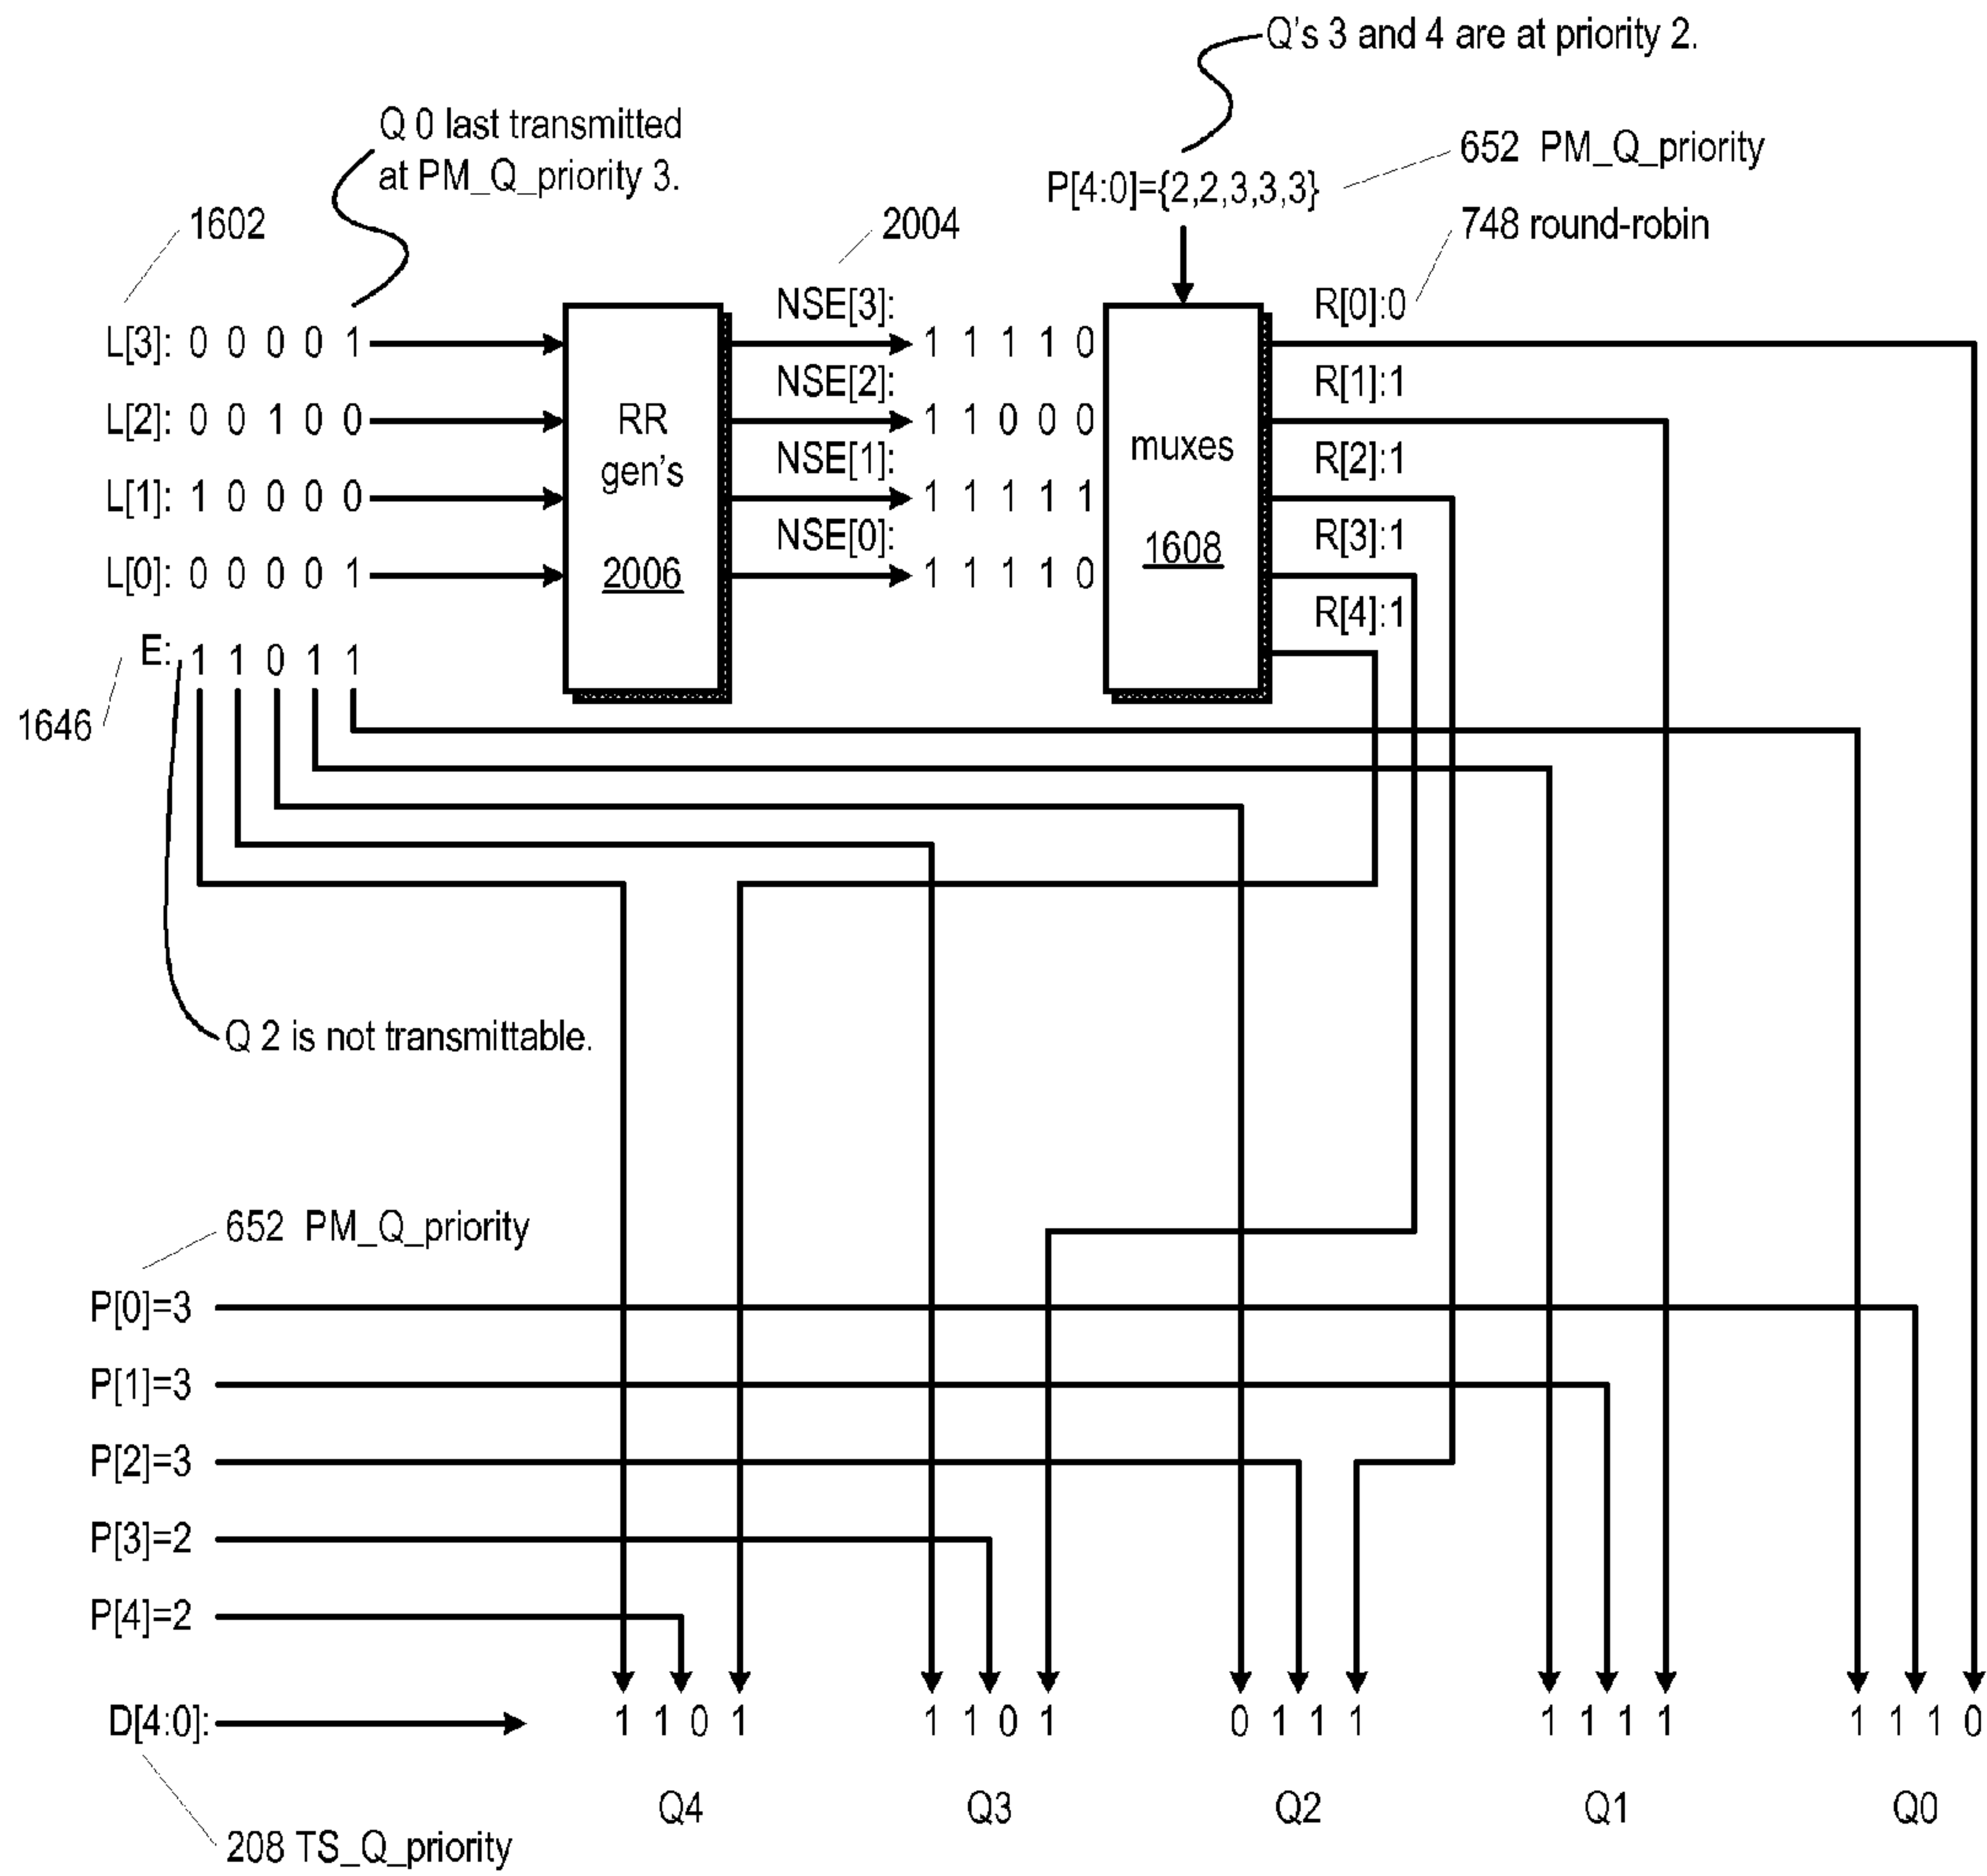 Q's 3 and 4 are at priority 2.
Q 0 last transmitted
at PM_Q_priority 3.
652 PM_Q_priority
P[4:0]={2,2,3,3,3}
1602
2004
748 round-robin
NSE[3]:
R[0]:0
L[3]: 0 0 0 0 1
1 1 1 1 0
NSE[2]:
R[1]:1
L[2]: 0 0 1 0 0
RR
gen's
2006
1 1 0 0 0
muxes
1608
NSE[1]:
R[2]:1
L[1]: 1 0 0 0 0
1 1 1 1 1
NSE[0]:
R[3]:1
L[0]: 0 0 0 0 1
1 1 1 1 0
R[4]:1
E: 1 1 0 1 1
1646
Q 2 is not transmittable.
652 PM_Q_priority
P[0]=3
P[1]=3
P[2]=3
P[3]=2
P[4]=2
D[4:0]: 1 1 0 1 1 1 0 1 0 1 1 1 1 1 1 1 1 1 1 0
Q4 Q3 Q2 Q1 Q0
208 TS_Q_priority